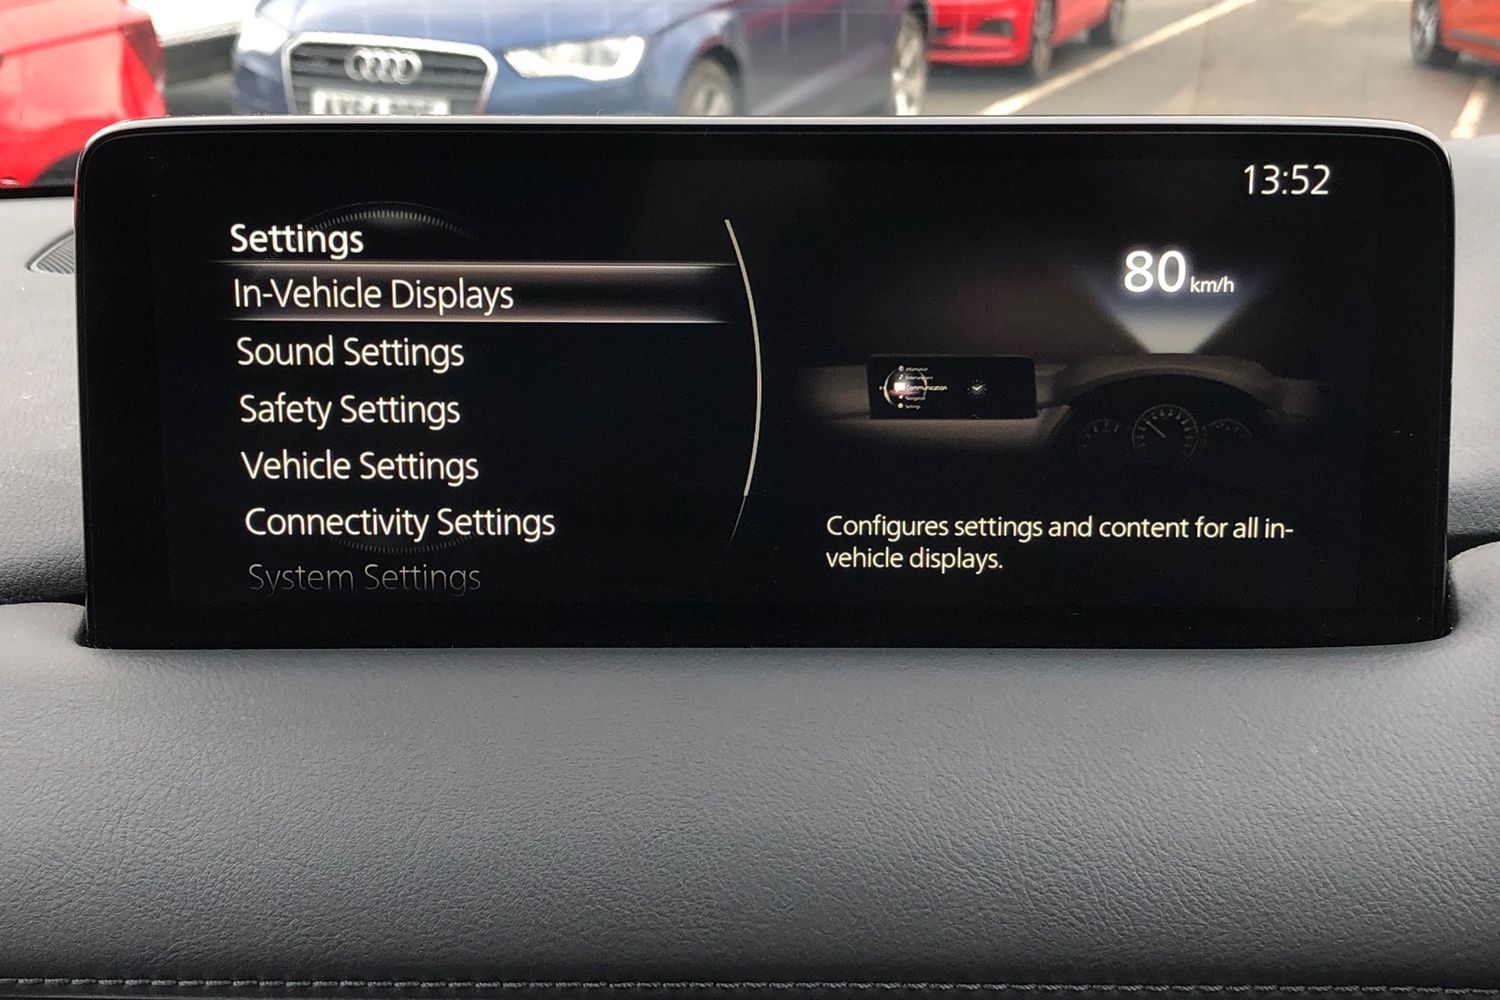 13:52
Settings
In-Vehicle Displays
Sound Settings
Safety Settings
Vehicle Settings
Connectivity Settings
System Settings
80 km/h
Communication
Configures settings and content for all in-
vehicle displays.